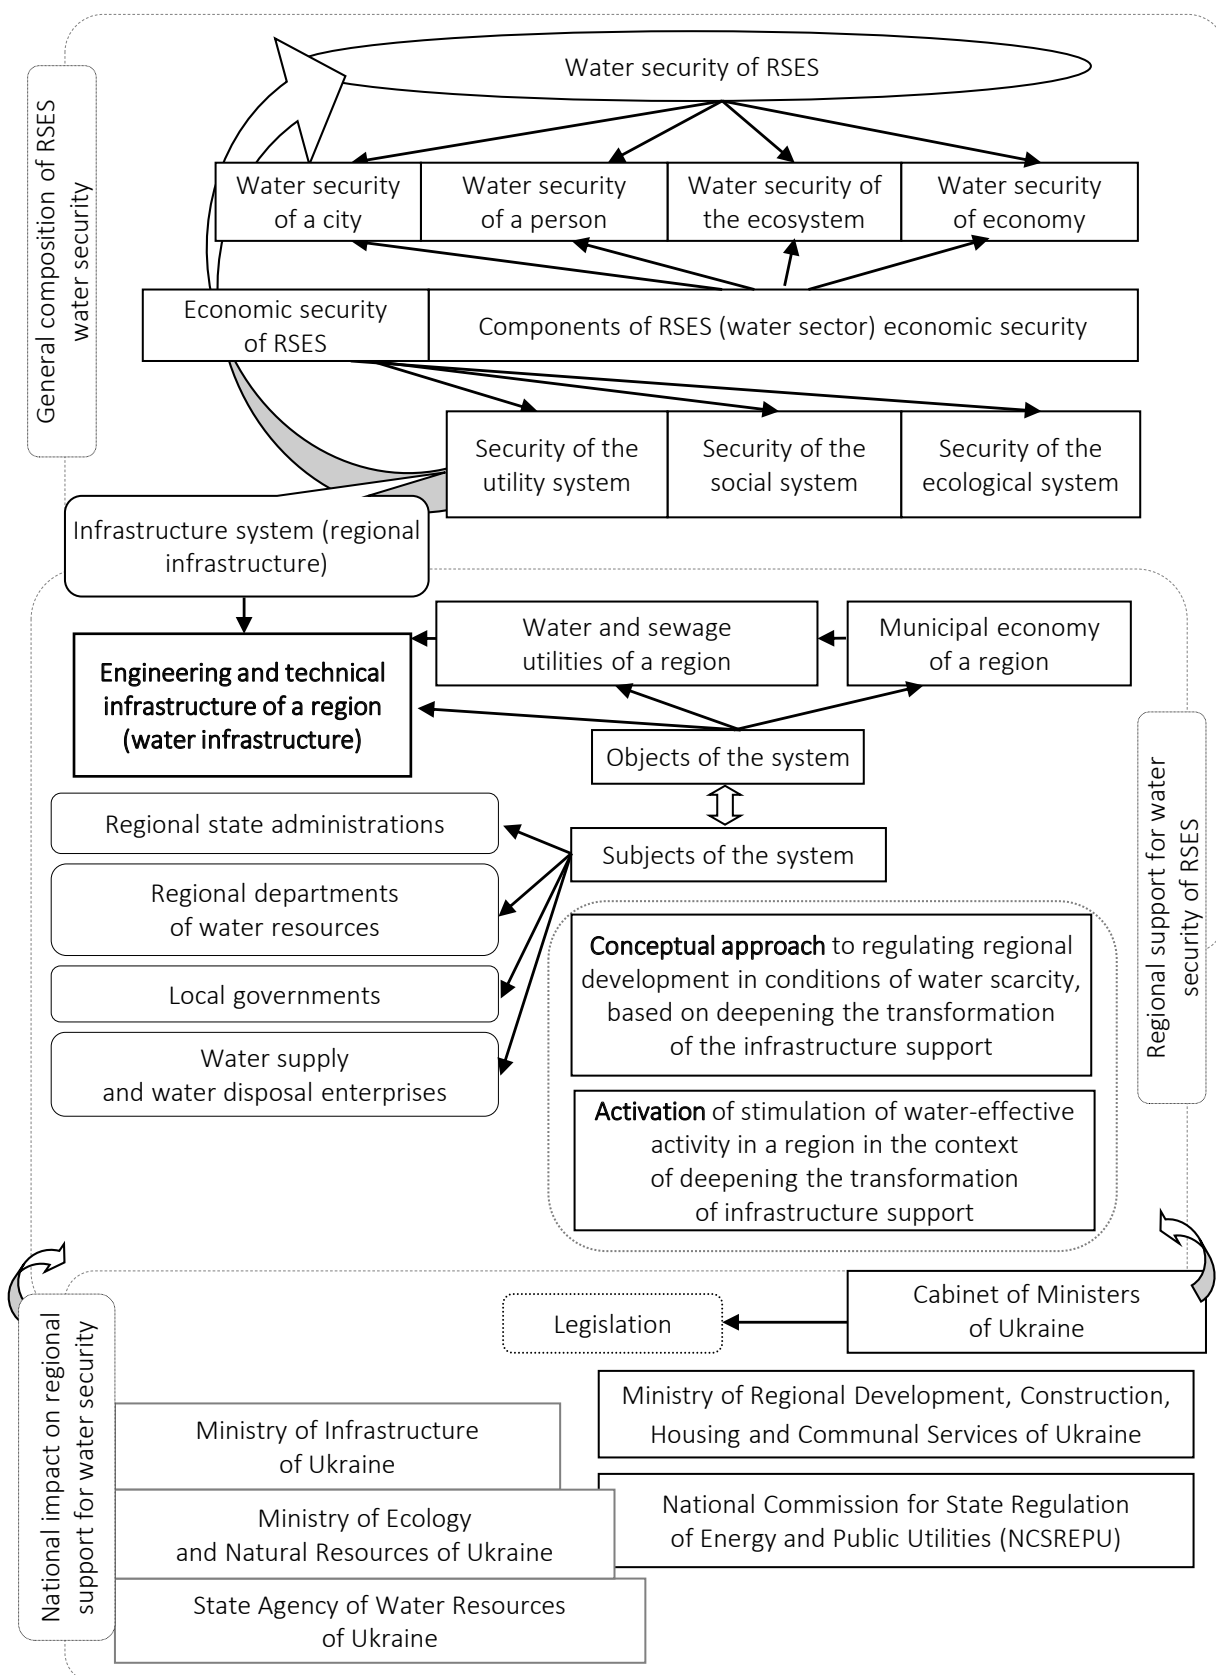 Water security of RSES
General composition of RSES
water security
Water security
of a city
Water security
of a person
Water security of
the ecosystem
Water security
of economy
Economic security
of RSES
Components of RSES (water sector) economic security
Security of the
utility system
Security of the
social system
Security of the
ecological system
Infrastructure system (regional
infrastructure)
Engineering and technical
infrastructure of a region
(water infrastructure)
Water and sewage
utilities of a region
Municipal economy
of a region
Objects of the system
Subjects of the system
Regional state administrations
Regional departments
of water resources
Local governments
Water supply
and water disposal enterprises
Regional support for water
security of RSES
Conceptual approach to regulating regional
development in conditions of water scarcity,
based on deepening the transformation
of the infrastructure support
Activation of stimulation of water-effective
activity in a region in the context
of deepening the transformation
of infrastructure support
National impact on regional
support for water security
Legislation
Cabinet of Ministers
of Ukraine
Ministry of Regional Development, Construction,
Housing and Communal Services of Ukraine
Ministry of Infrastructure
of Ukraine
National Commission for State Regulation
of Energy and Public Utilities (NCSREPU)
Ministry of Ecology
and Natural Resources of Ukraine
State Agency of Water Resources
of Ukraine